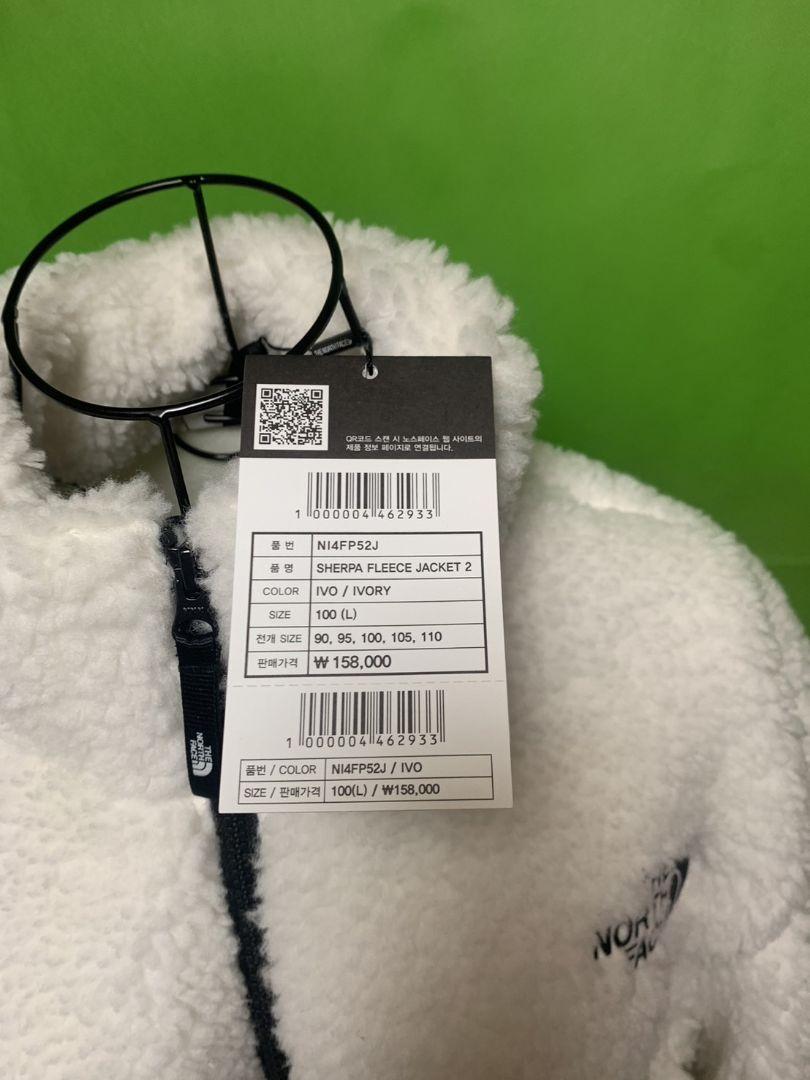 THE NORTH FACE
QR코드 스캔 시 노스페이스 웹 사이트의
제품 정보 페이지로 연결됩니다.
1 000004 462933
품 번 NI4FP52J
품 명 SHERPA FLEECE JACKET 2
COLOR IVO / IVORY
SIZE 100 (L)
전개 SIZE 90, 95, 100, 105, 110
판매가격 ₩ 158,000
1 000004 462933
품번 / COLOR NI4FP52J / IVO
SIZE / 판매가격 100(L) / ₩158,000
THE
NORTH
FACE
THE
NORTH
FACE